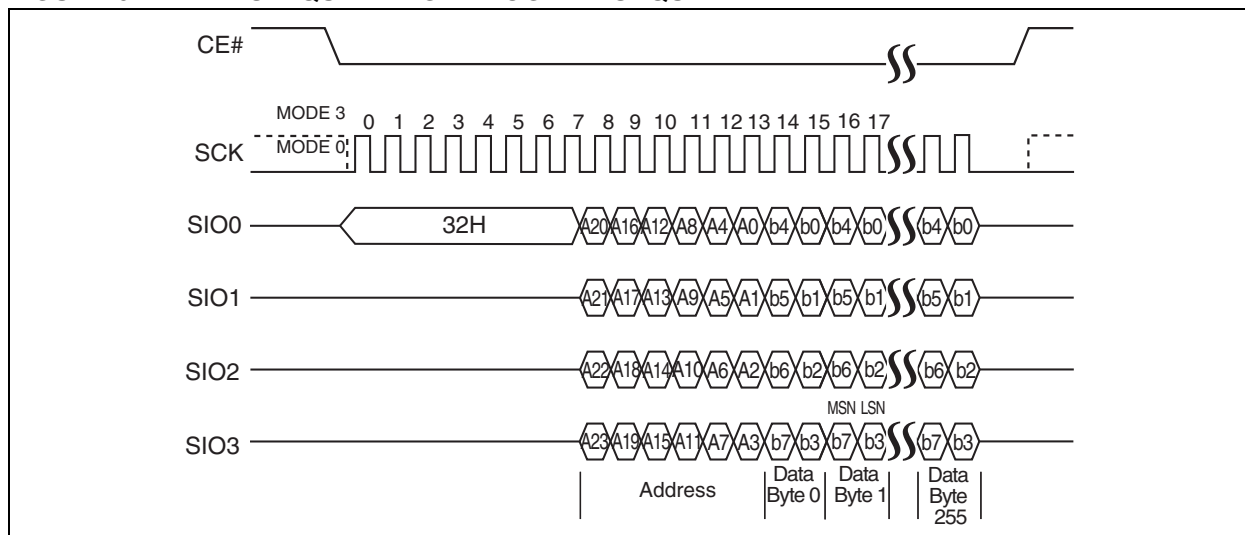 CE#
MODE 3
0 1 2 3 4 5 6 7 8 9 10 11 12 13 14 15 16 17
SCK
MODE 0
SIO0
32H
A20 A16 A12 A8 A4 A0 b4 b0 b4 b0 b4 b0
SIO1
A21 A17 A13 A9 A5 A1 b5 b1 b5 b1 b5 b1
SIO2
A22 A18 A14 A10 A6 A2 b6 b2 b6 b2 b6 b2
MSN LSN
SIO3
A23 A19 A15 A11 A7 A3 b7 b3 b7 b3 b7 b3
Address
Data
Byte 0
Data
Byte 1
Data
Byte
255